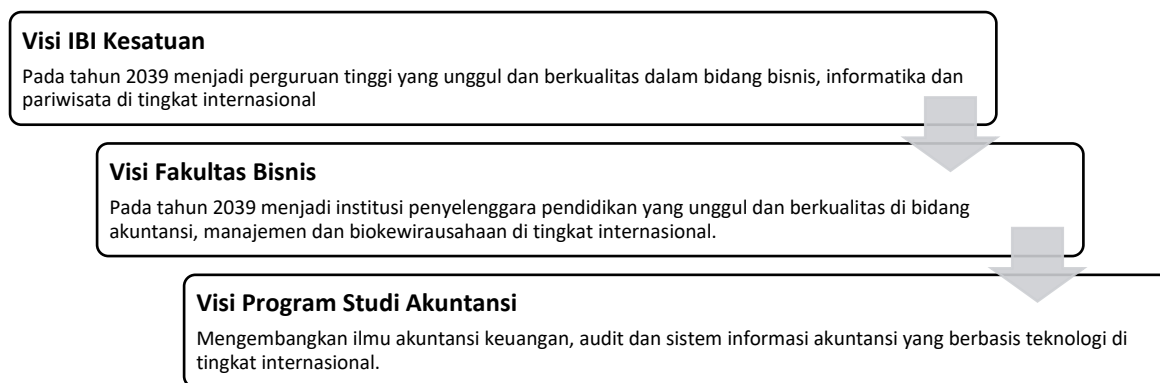 Visi IBI Kesatuan
Pada tahun 2039 menjadi perguruan tinggi yang unggul dan berkualitas dalam bidang bisnis, informatika dan
pariwisata di tingkat internasional
Visi Fakultas Bisnis
Pada tahun 2039 menjadi institusi penyelenggara pendidikan yang unggul dan berkualitas di bidang
akuntansi, manajemen dan biokewirausahaan di tingkat internasional.
Visi Program Studi Akuntansi
Mengembangkan ilmu akuntansi keuangan, audit dan sistem informasi akuntansi yang berbasis teknologi di
tingkat internasional.